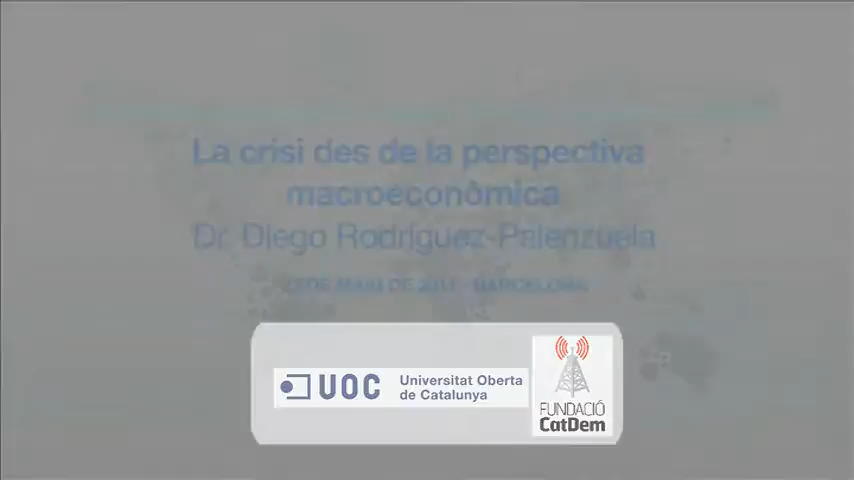 La crisi des de la perspectiva
macroeconòmica
Dr. Diego Rodríguez-Palenzuela
UOC
Universitat Oberta
de Catalunya
FUNDACIÓ
CatDem